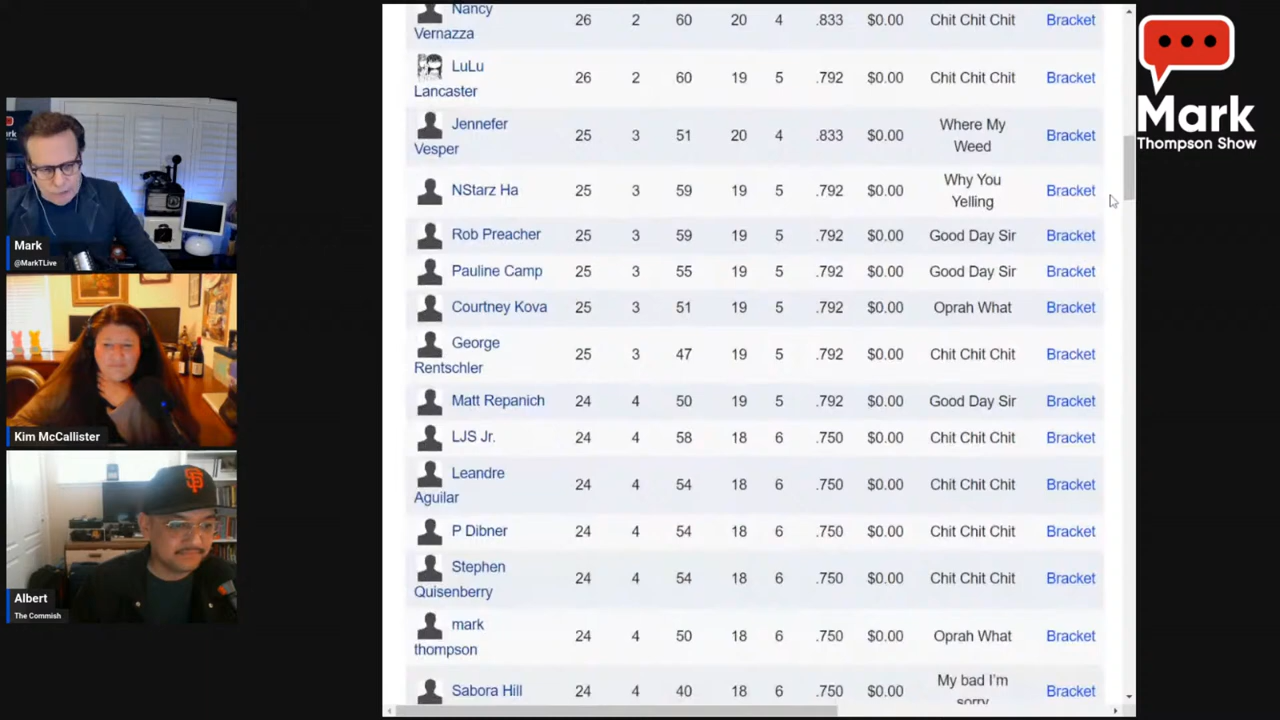 Nancy Vernazza 26 2 60 20 4 .833 $0.00 Chit Chit Chit Bracket
LuLu Lancaster 26 2 60 19 5 .792 $0.00 Chit Chit Chit Bracket
Jennefer Vesper 25 3 51 20 4 .833 $0.00 Where My Weed Bracket
NStarz Ha 25 3 59 19 5 .792 $0.00 Why You Yelling Bracket
Rob Preacher 25 3 59 19 5 .792 $0.00 Good Day Sir Bracket
Pauline Camp 25 3 55 19 5 .792 $0.00 Good Day Sir Bracket
Courtney Kova 25 3 51 19 5 .792 $0.00 Oprah What Bracket
George Rentschler 25 3 47 19 5 .792 $0.00 Chit Chit Chit Bracket
Matt Repanich 24 4 50 19 5 .792 $0.00 Good Day Sir Bracket
LJS Jr. 24 4 58 18 6 .750 $0.00 Chit Chit Chit Bracket
Leandre Aguilar 24 4 54 18 6 .750 $0.00 Chit Chit Chit Bracket
P Dibner 24 4 54 18 6 .750 $0.00 Chit Chit Chit Bracket
Stephen Quisenberry 24 4 54 18 6 .750 $0.00 Chit Chit Chit Bracket
mark thompson 24 4 50 18 6 .750 $0.00 Oprah What Bracket
Sabora Hill 24 4 40 18 6 .750 $0.00 My bad I'm sorry Bracket
Mark
@MarkTLive
Kim McCallister
SF
Albert
The Commish
Mark
Thompson Show